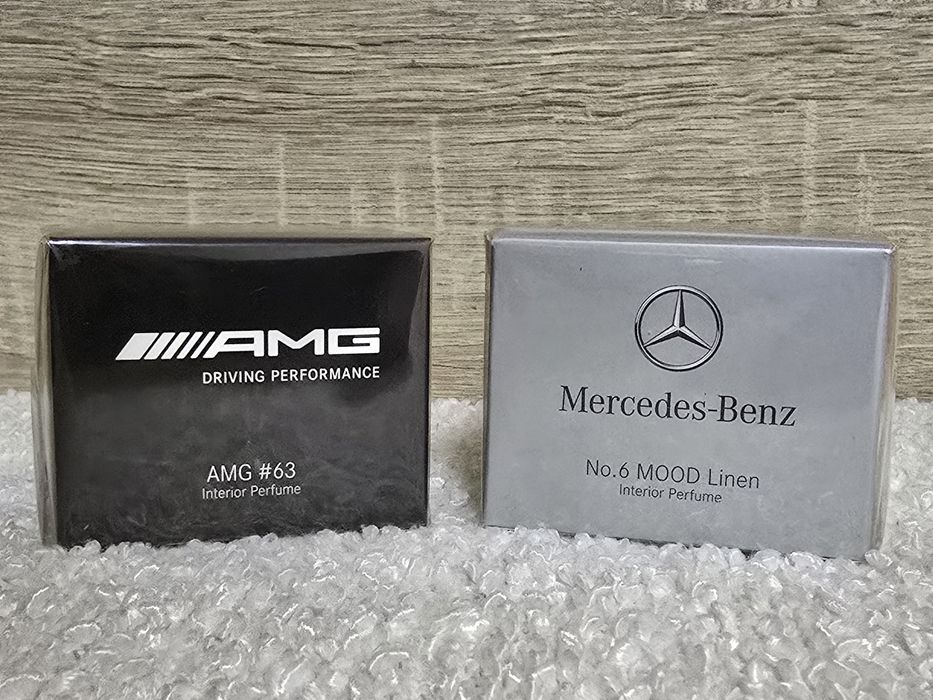 AMG
DRIVING PERFORMANCE
AMG #63
Interior Perfume
Mercedes-Benz
No.6 MOOD Linen
Interior Perfume